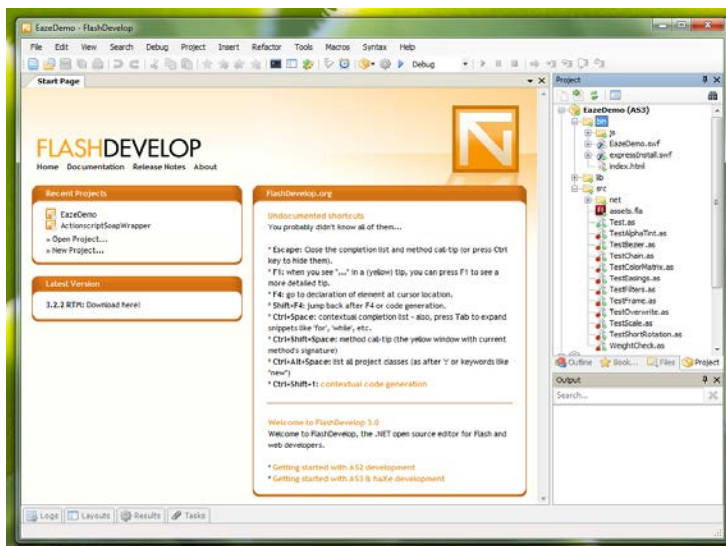 EazeDemo - FlashDevelop
File Edit View Search Debug Project Insert Refactor Tools Macros Syntax Help
Debug
Start Page
FLASHDEVELOP
Home Documentation Release Notes About
Recent Projects
EazeDemo
ActionscriptSoapWrapper
» Open Project...
» New Project...
Latest Version
3.2.2 RTM: Download here!
FlashDevelop.org
Undocumented shortcuts
You probably didn't know all of them...
* Escape: Close the completion list and method call-tip (or press Ctrl
key to hide them).
* F1: when you see "..." in a (yellow) tip, you can press F1 to see a
more detailed tip.
* F4: go to declaration of element at cursor location.
* Shift+F4: jump back after F4 or code generation.
* Ctrl+Space: contextual completion list - also, press Tab to expand
snippets like 'for', 'while', etc.
* Ctrl+Shift+Space: method call-tip (the yellow window with current
method's signature)
* Ctrl+Alt+Space: list all project classes (as after ':' or keywords like
"new")
* Ctrl+Shift+1: contextual code generation
Welcome to FlashDevelop 3.0
Welcome to FlashDevelop, the .NET open source editor for Flash and
web developers.
* Getting started with AS2 development
* Getting started with AS3 & haXe development
Project
EazeDemo (AS3)
bin
js
EazeDemo.swf
expressInstall.swf
index.html
lib
src
net
assets.fla
Test.as
TestAlphaTint.as
TestBezier.as
TestChain.as
TestColorMatrix.as
TestEasings.as
TestFilters.as
TestFrame.as
TestOverwrite.as
TestScale.as
TestShortRotation.as
WeightCheck.as
Outline Book... Files Project
Output
Search...
Logs Layouts Results Tasks